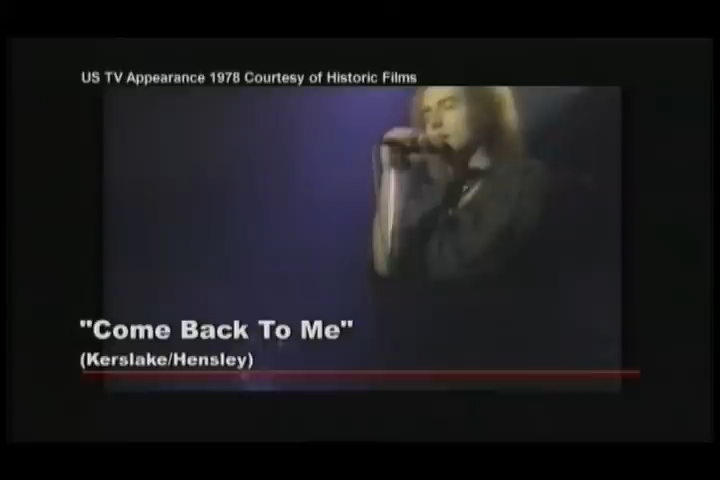 US TV Appearance 1978 Courtesy of Historic Films
"Come Back To Me"
(Kerslake/Hensley)